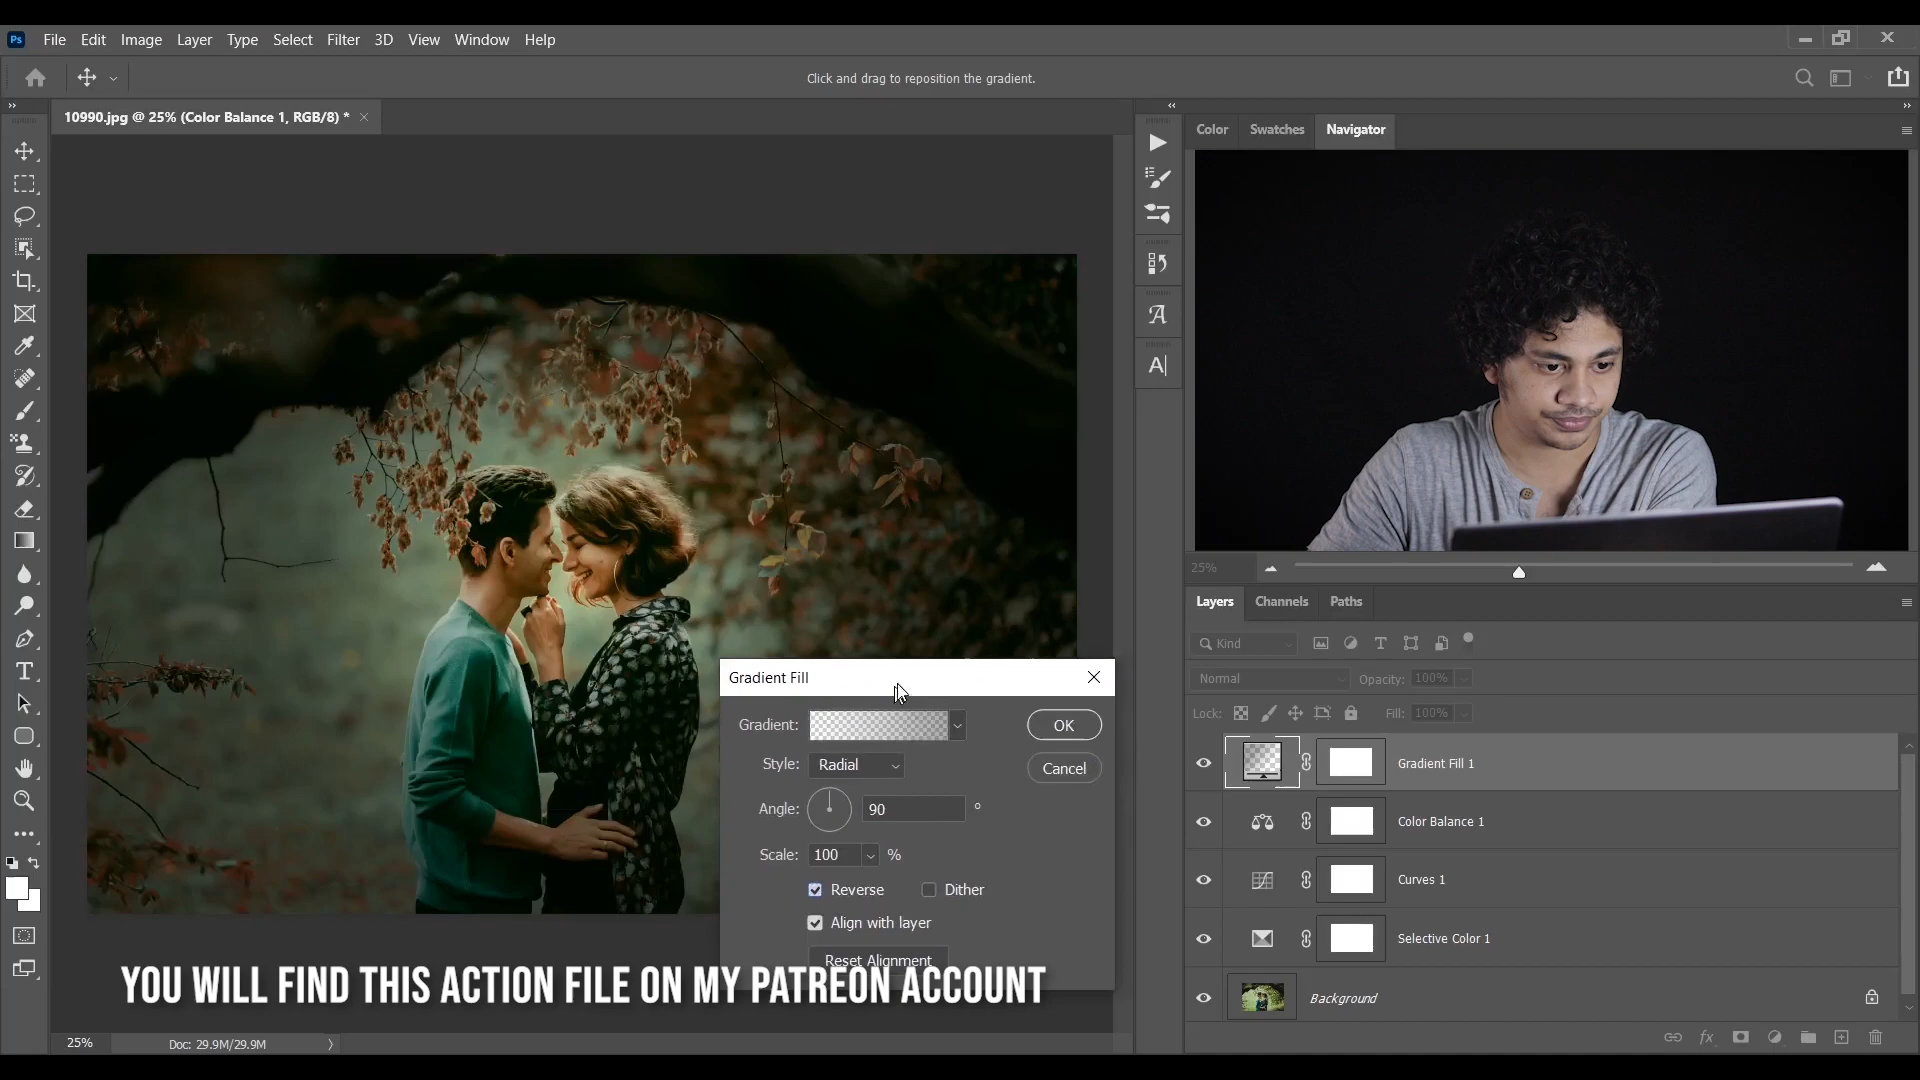 Ps File Edit Image Layer Type Select Filter 3D View Window Help
Click and drag to reposition the gradient.
10990.jpg @ 25% (Color Balance 1, RGB/8) *
Color Swatches Navigator
25%
Layers Channels Paths
Kind
Normal Opacity: 100%
Lock: Fill: 100%
Gradient Fill 1
Color Balance 1
Curves 1
Selective Color 1
Background
Gradient Fill
Gradient: OK
Style: Radial Cancel
Angle: 90 °
Scale: 100 %
Reverse Dither
Align with layer
Reset Alignment
YOU WILL FIND THIS ACTION FILE ON MY PATREON ACCOUNT
25% Doc: 29.9M/29.9M